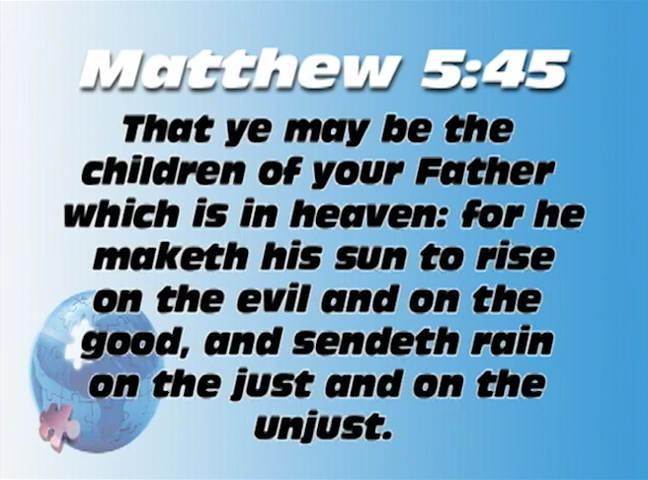 Matthew 5:45
That ye may be the
children of your Father
which is in heaven: for he
maketh his sun to rise
on the evil and on the
good, and sendeth rain
on the just and on the
unjust.